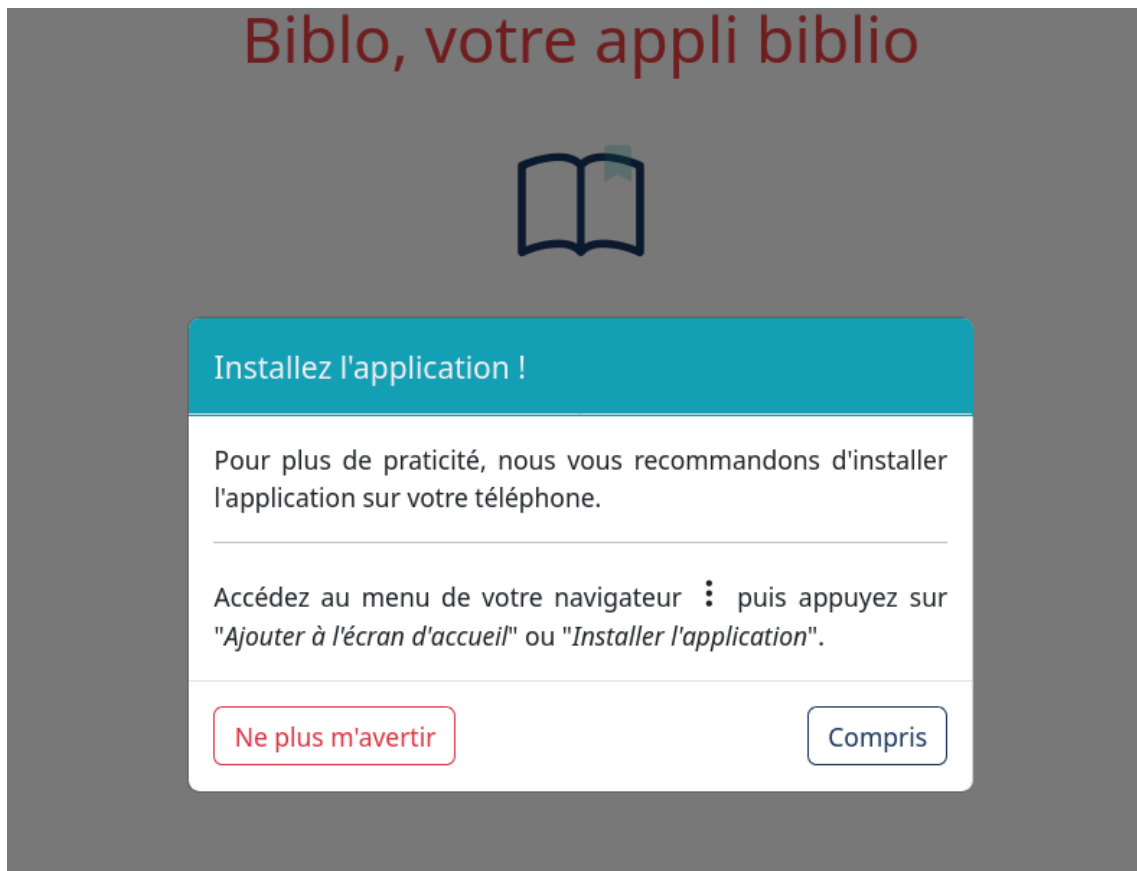 Biblo, votre appli biblio
Installez l'application !
Pour plus de praticité, nous vous recommandons d'installer
l'application sur votre téléphone.
Accédez au menu de votre navigateur ⋮ puis appuyez sur
"Ajouter à l'écran d'accueil" ou "Installer l'application".
Ne plus m'avertir
Compris